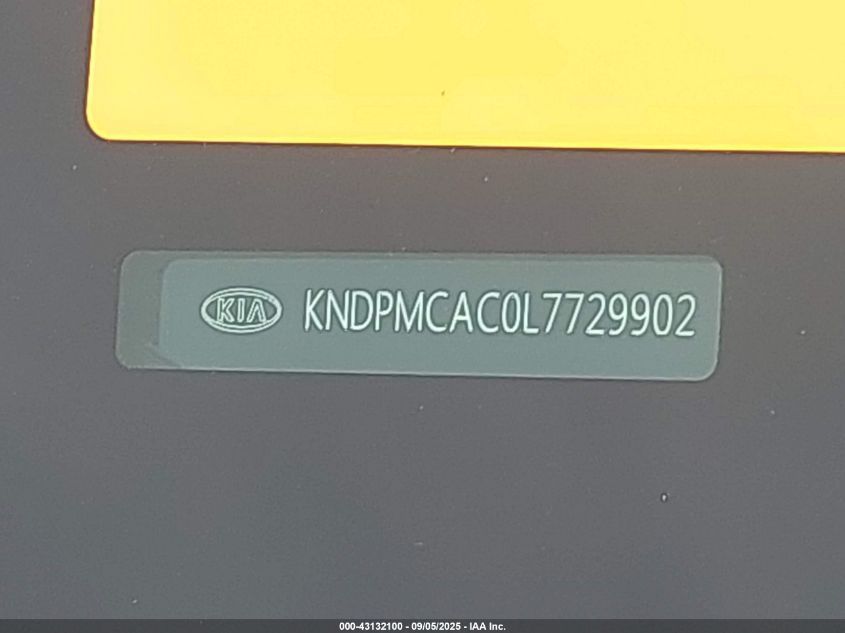 KIA KNDPMCAC0L7729902
000-43132100 - 09/05/2025 - IAA Inc.